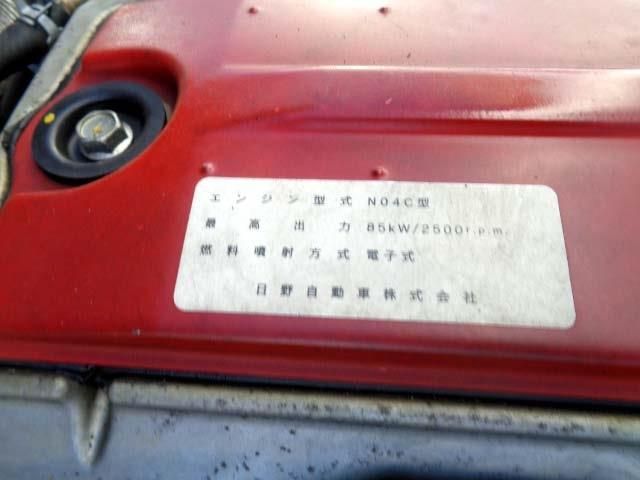 エンジン型式 N04C型
最高出力 85kW/2500r.p.m.
燃料噴射方式 電子式
日野自動車株式会社